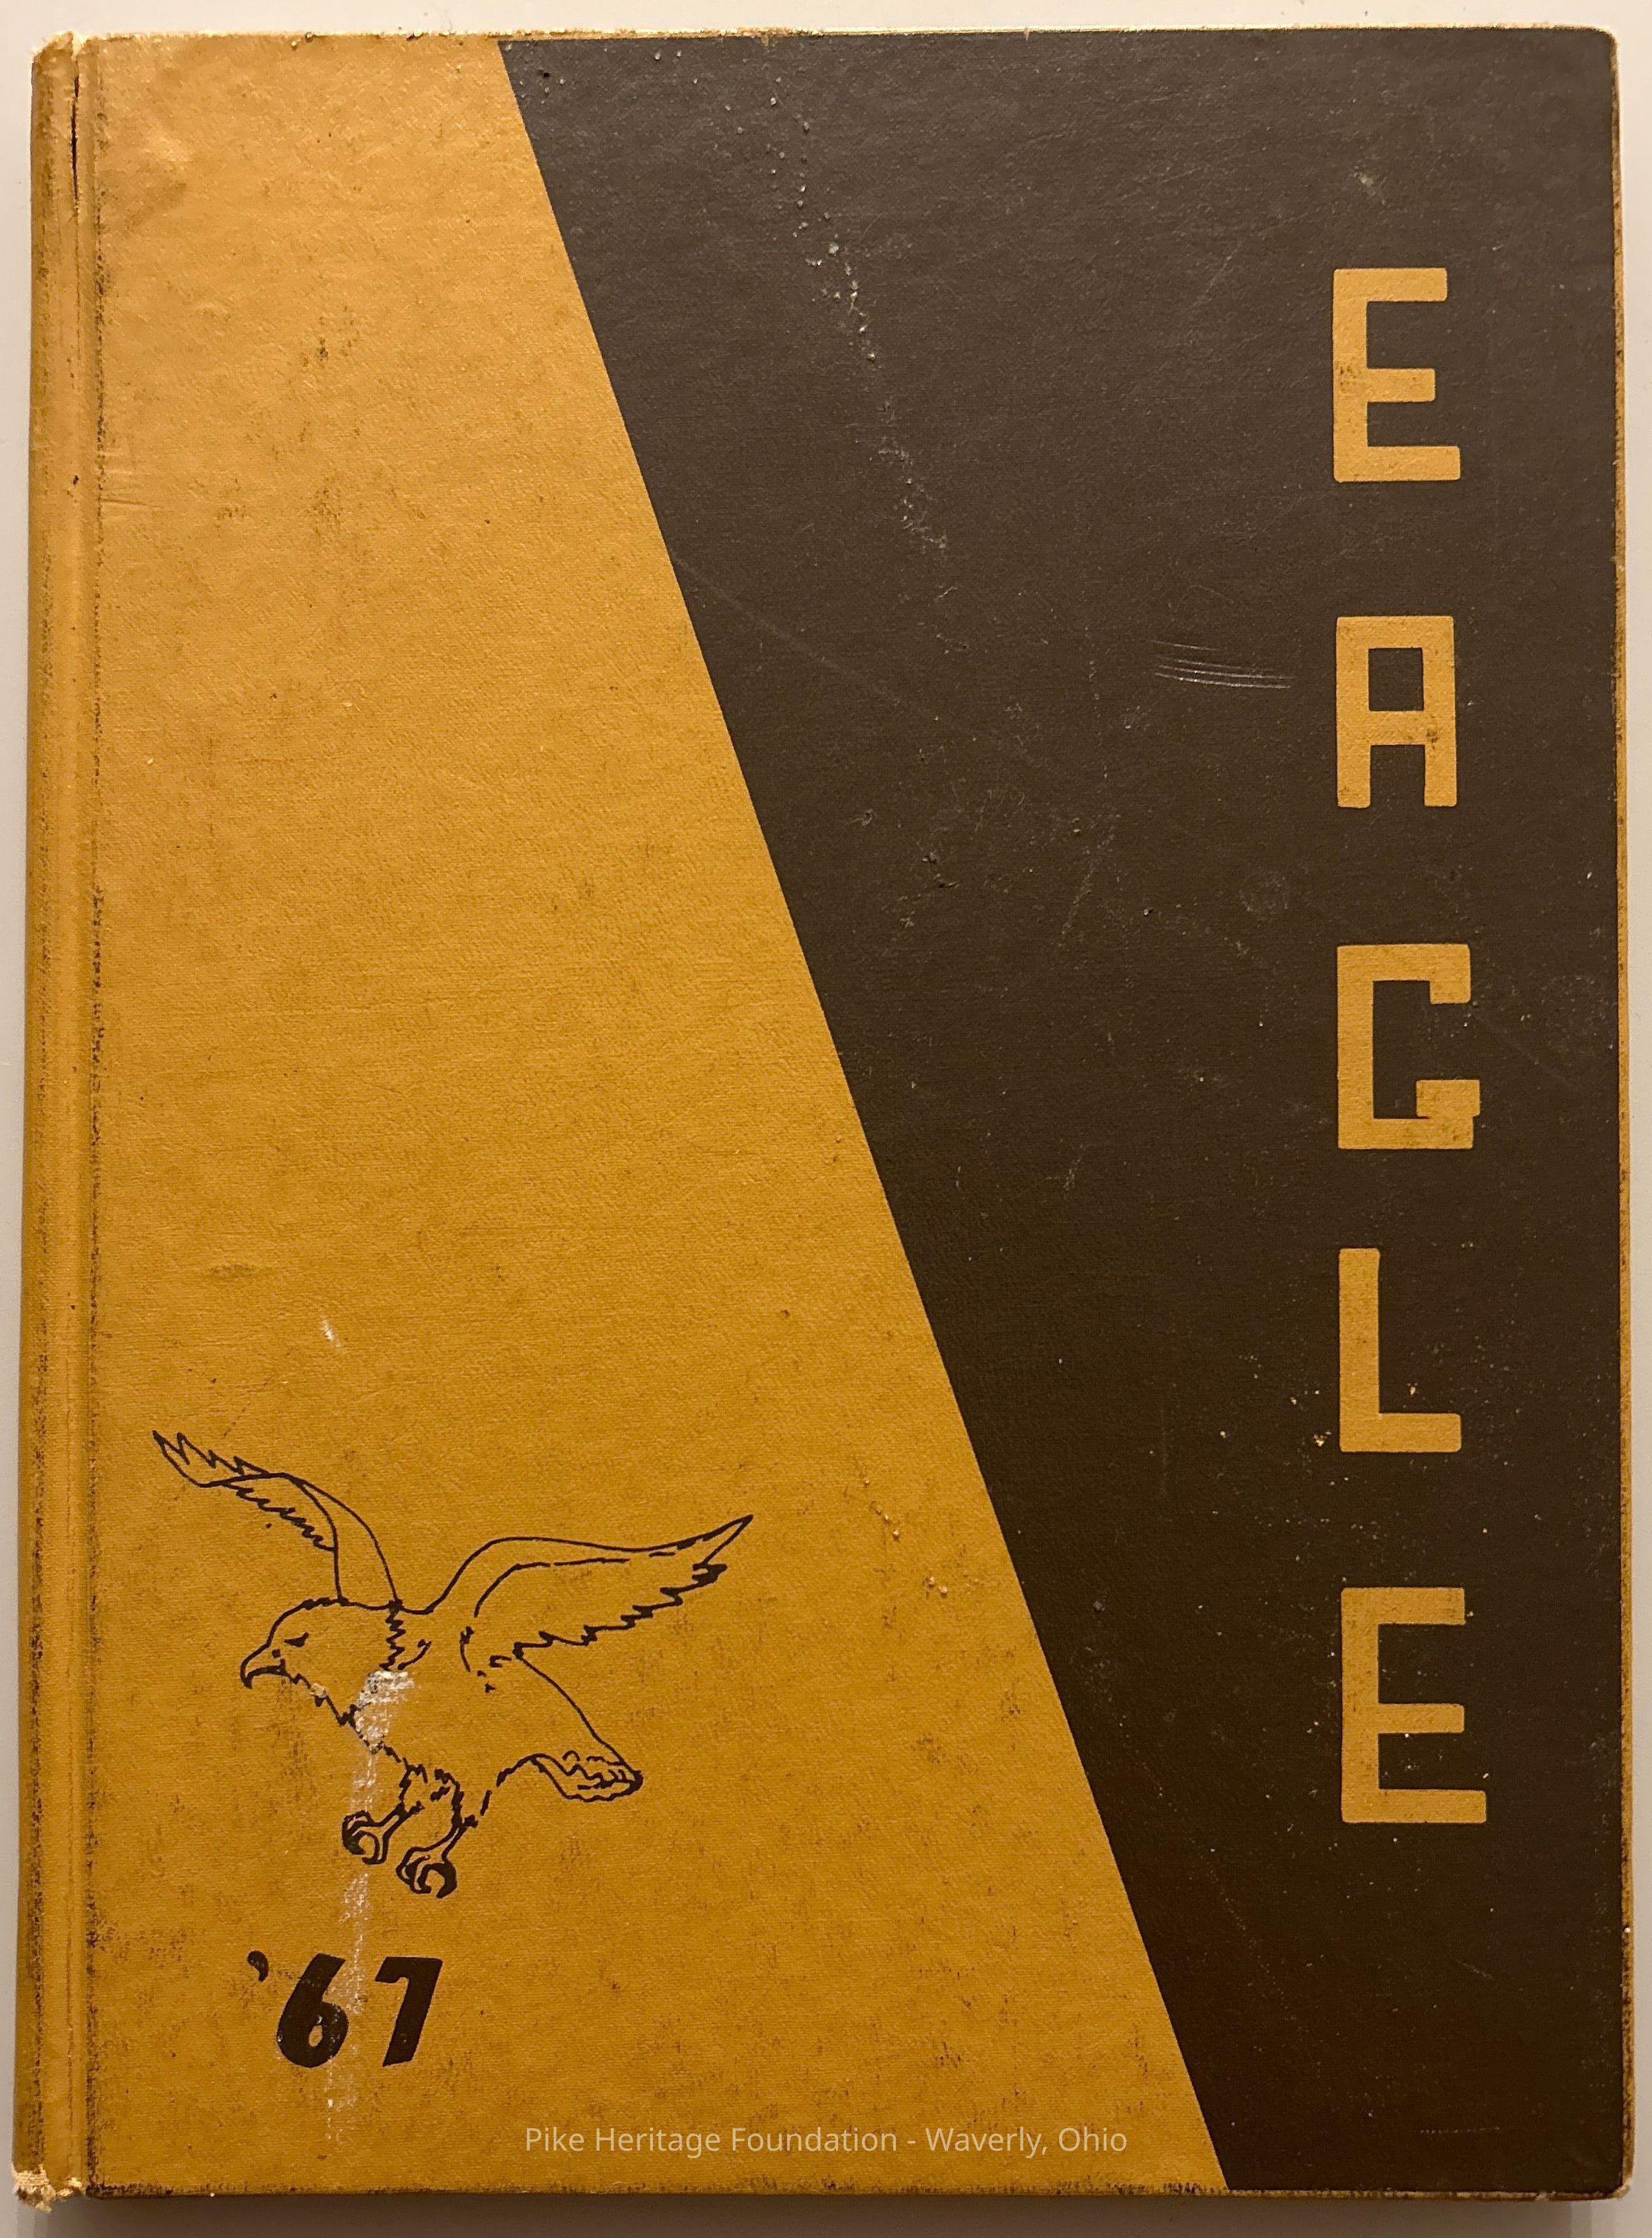 EAGLE
'67
Pike Heritage Foundation - Waverly, Ohio